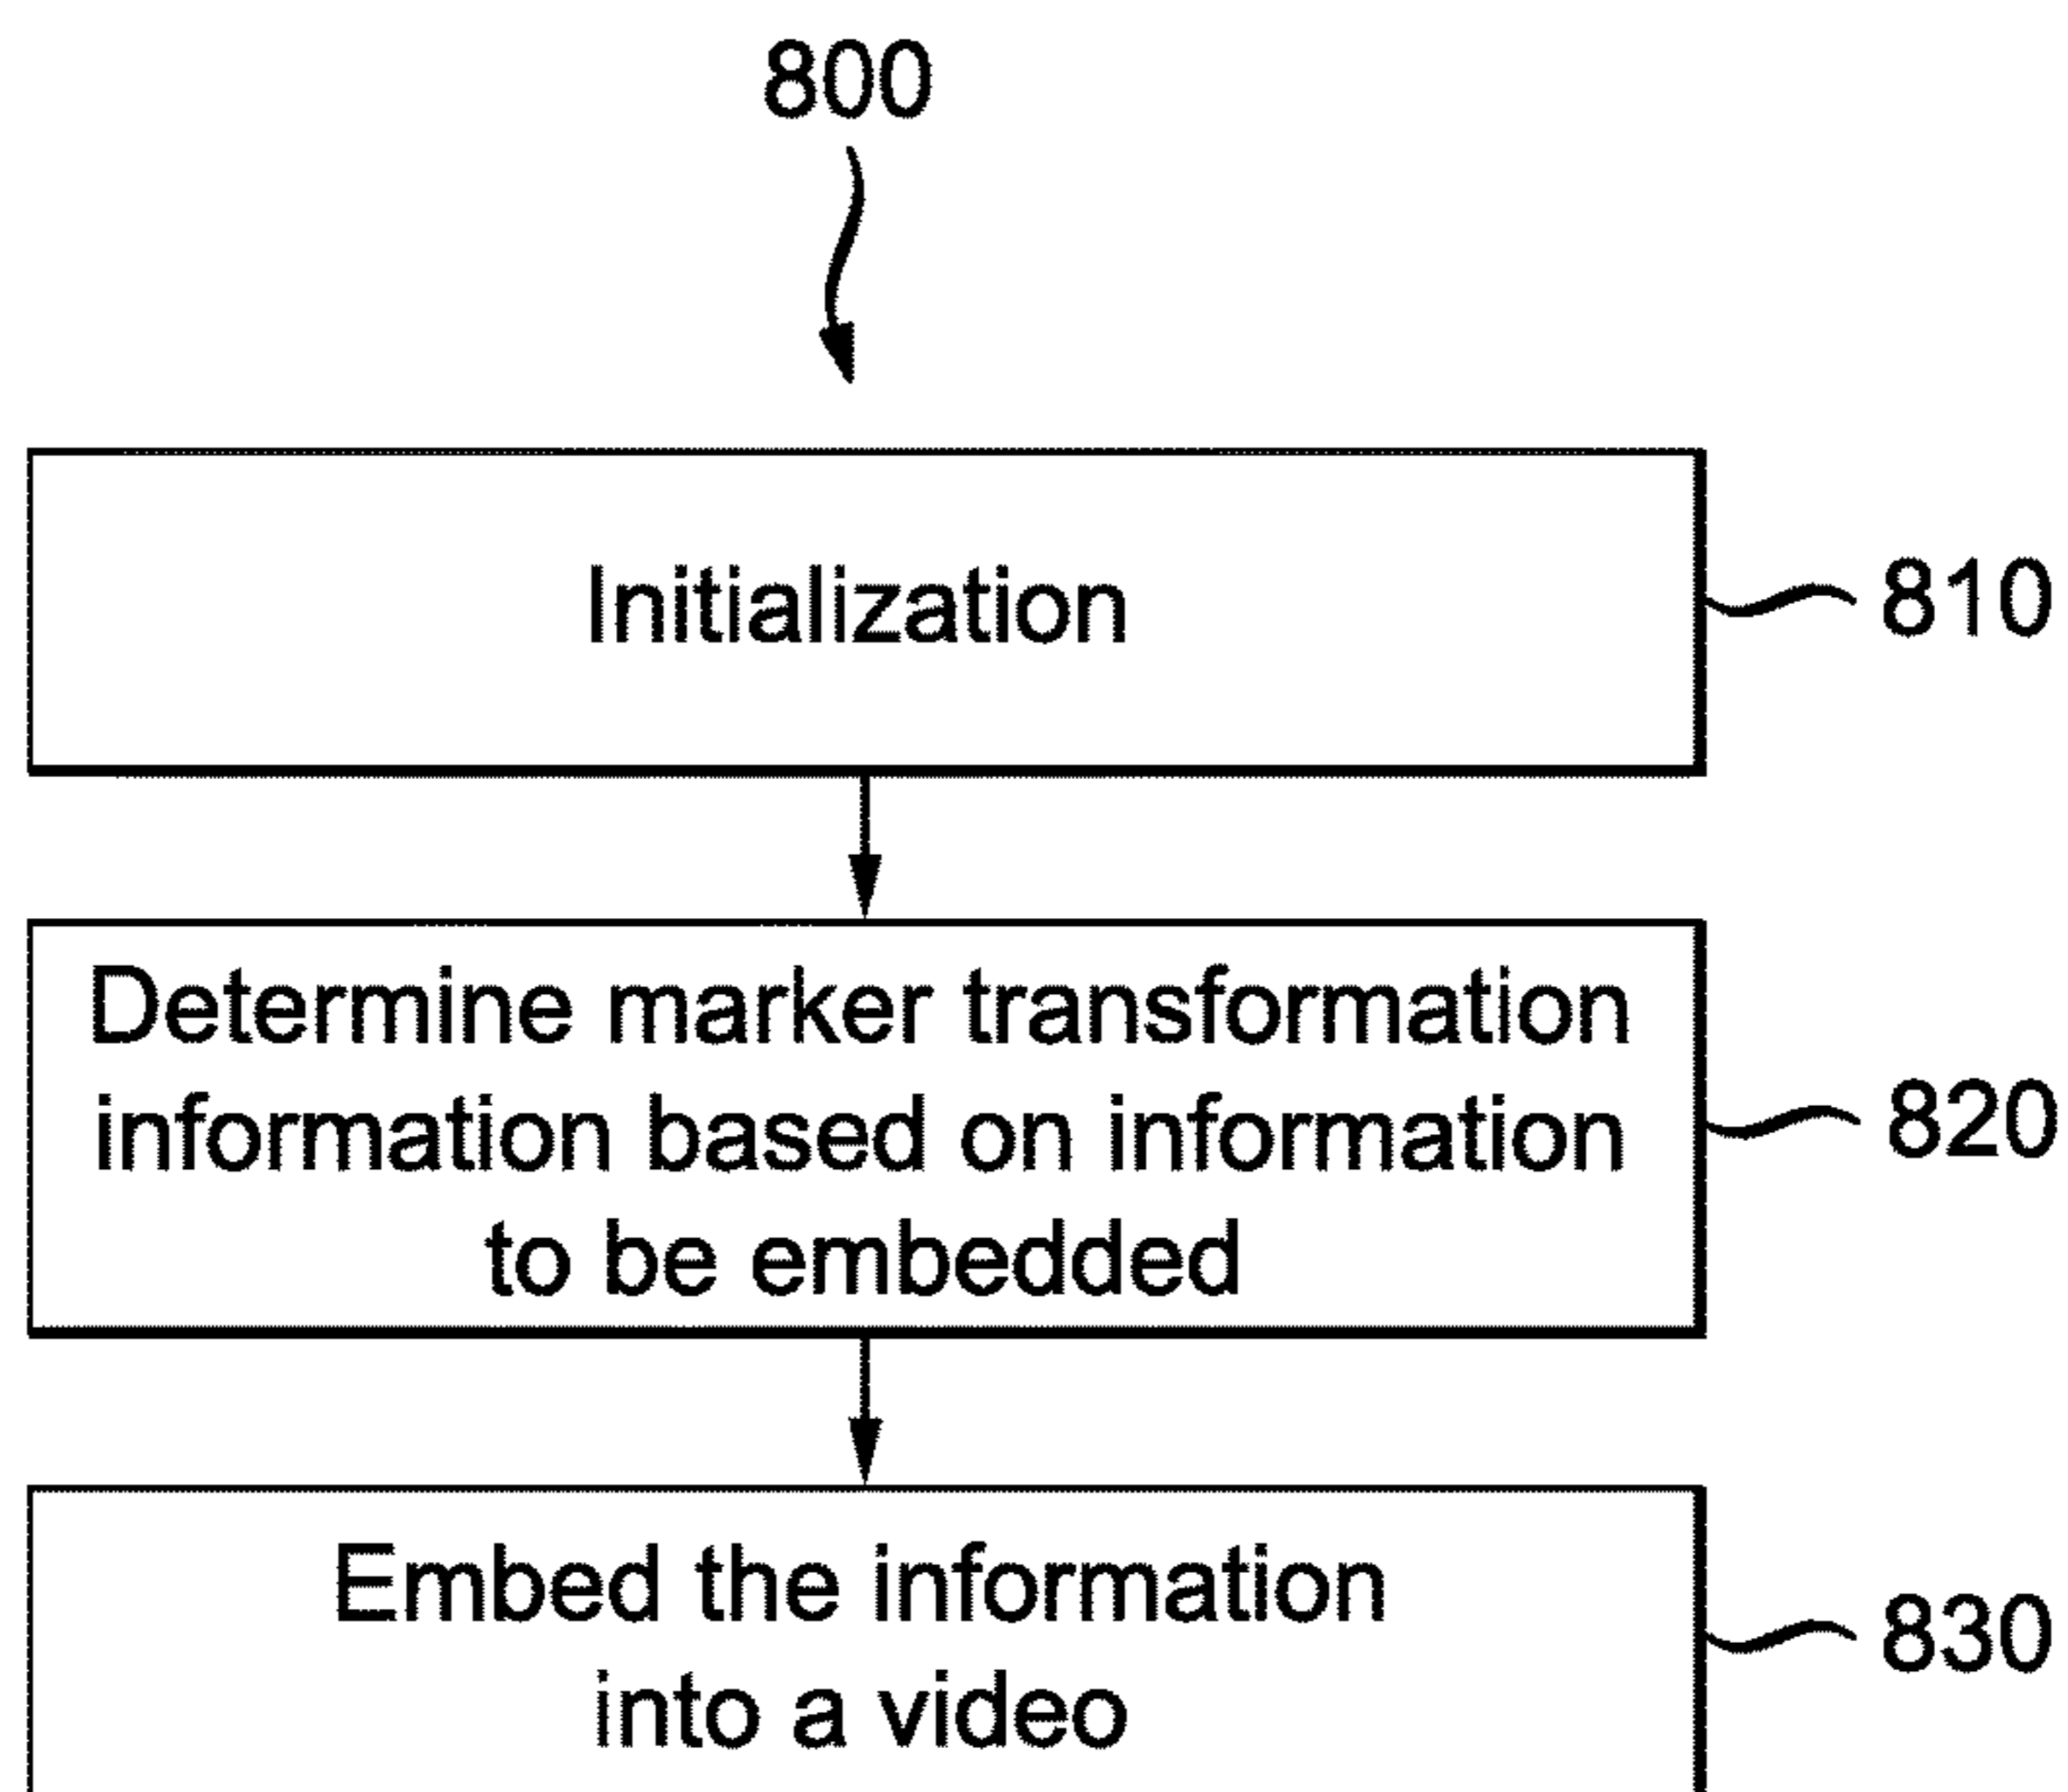 800
Initialization
810
Determine marker transformation
information based on information
to be embedded
820
Embed the information
into a video
830